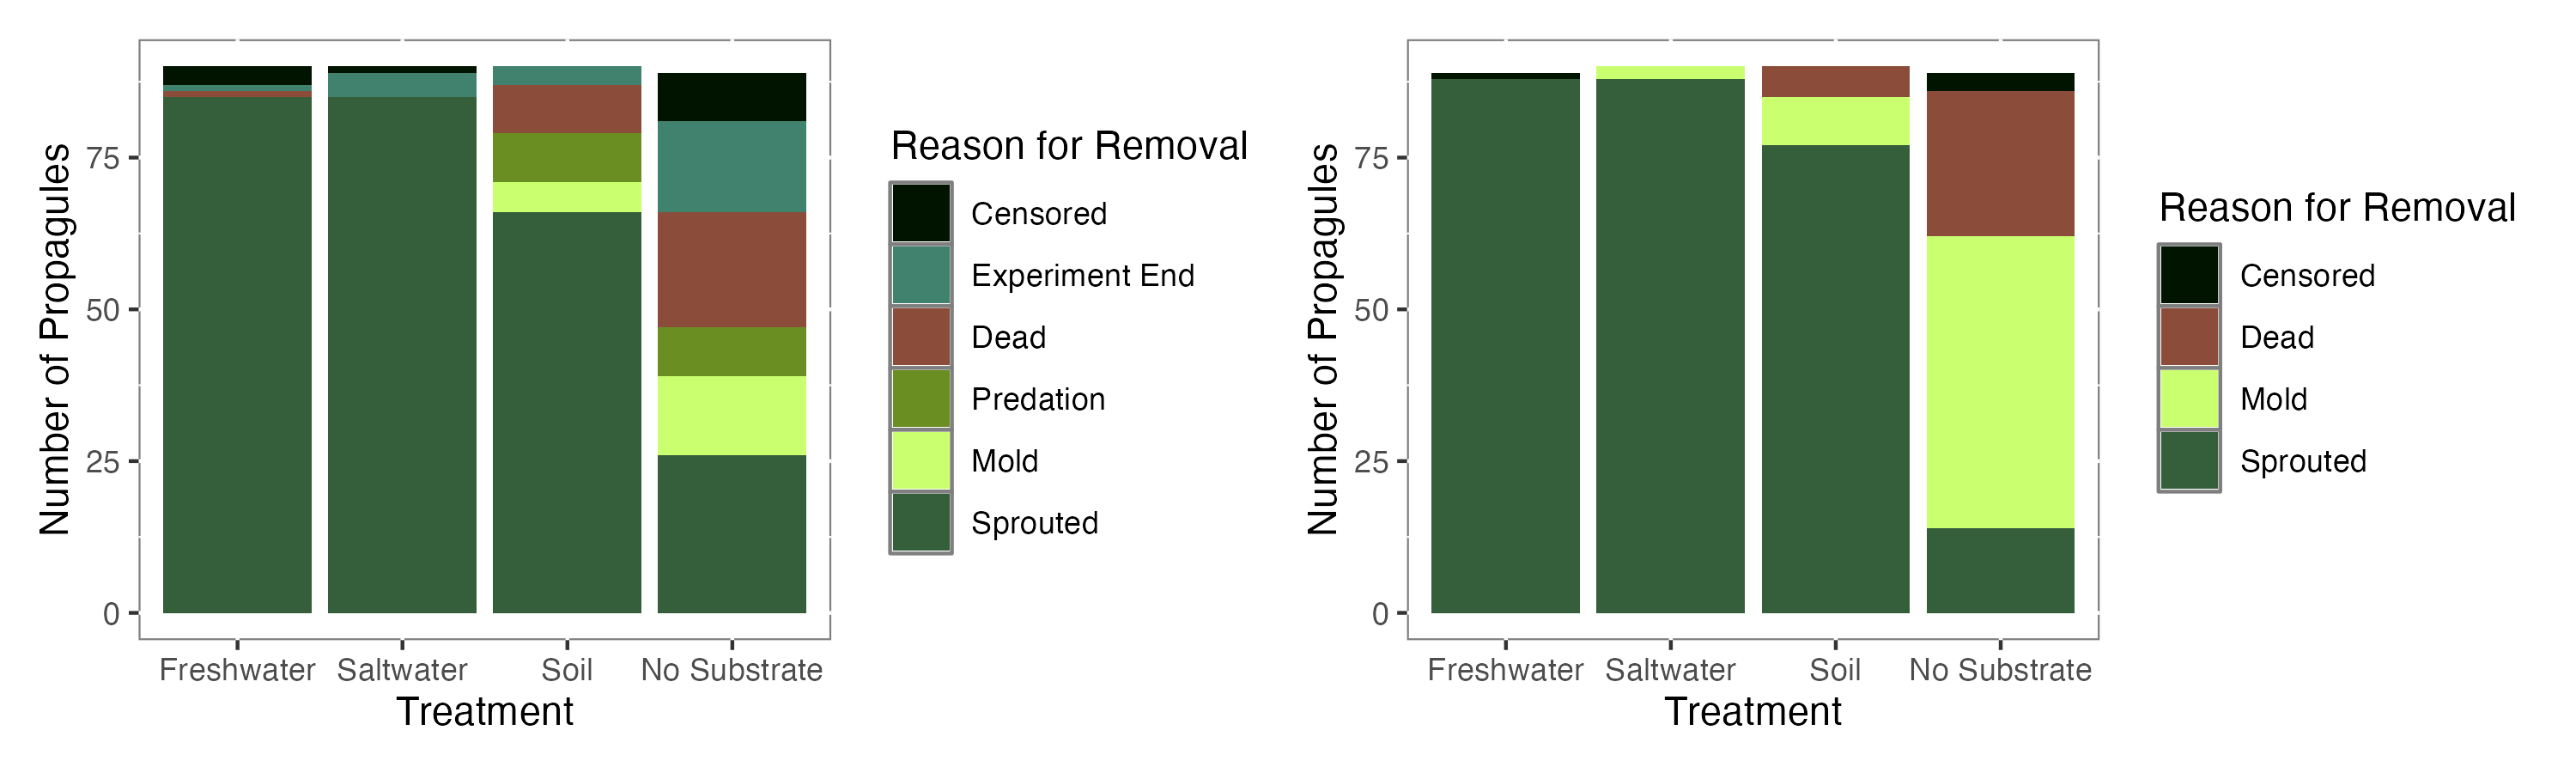 Number of Propagules
75
50
25
0
Freshwater Saltwater Soil No Substrate
Treatment
Reason for Removal
Censored
Experiment End
Dead
Predation
Mold
Sprouted
Number of Propagules
75
50
25
0
Freshwater Saltwater Soil No Substrate
Treatment
Reason for Removal
Censored
Dead
Mold
Sprouted